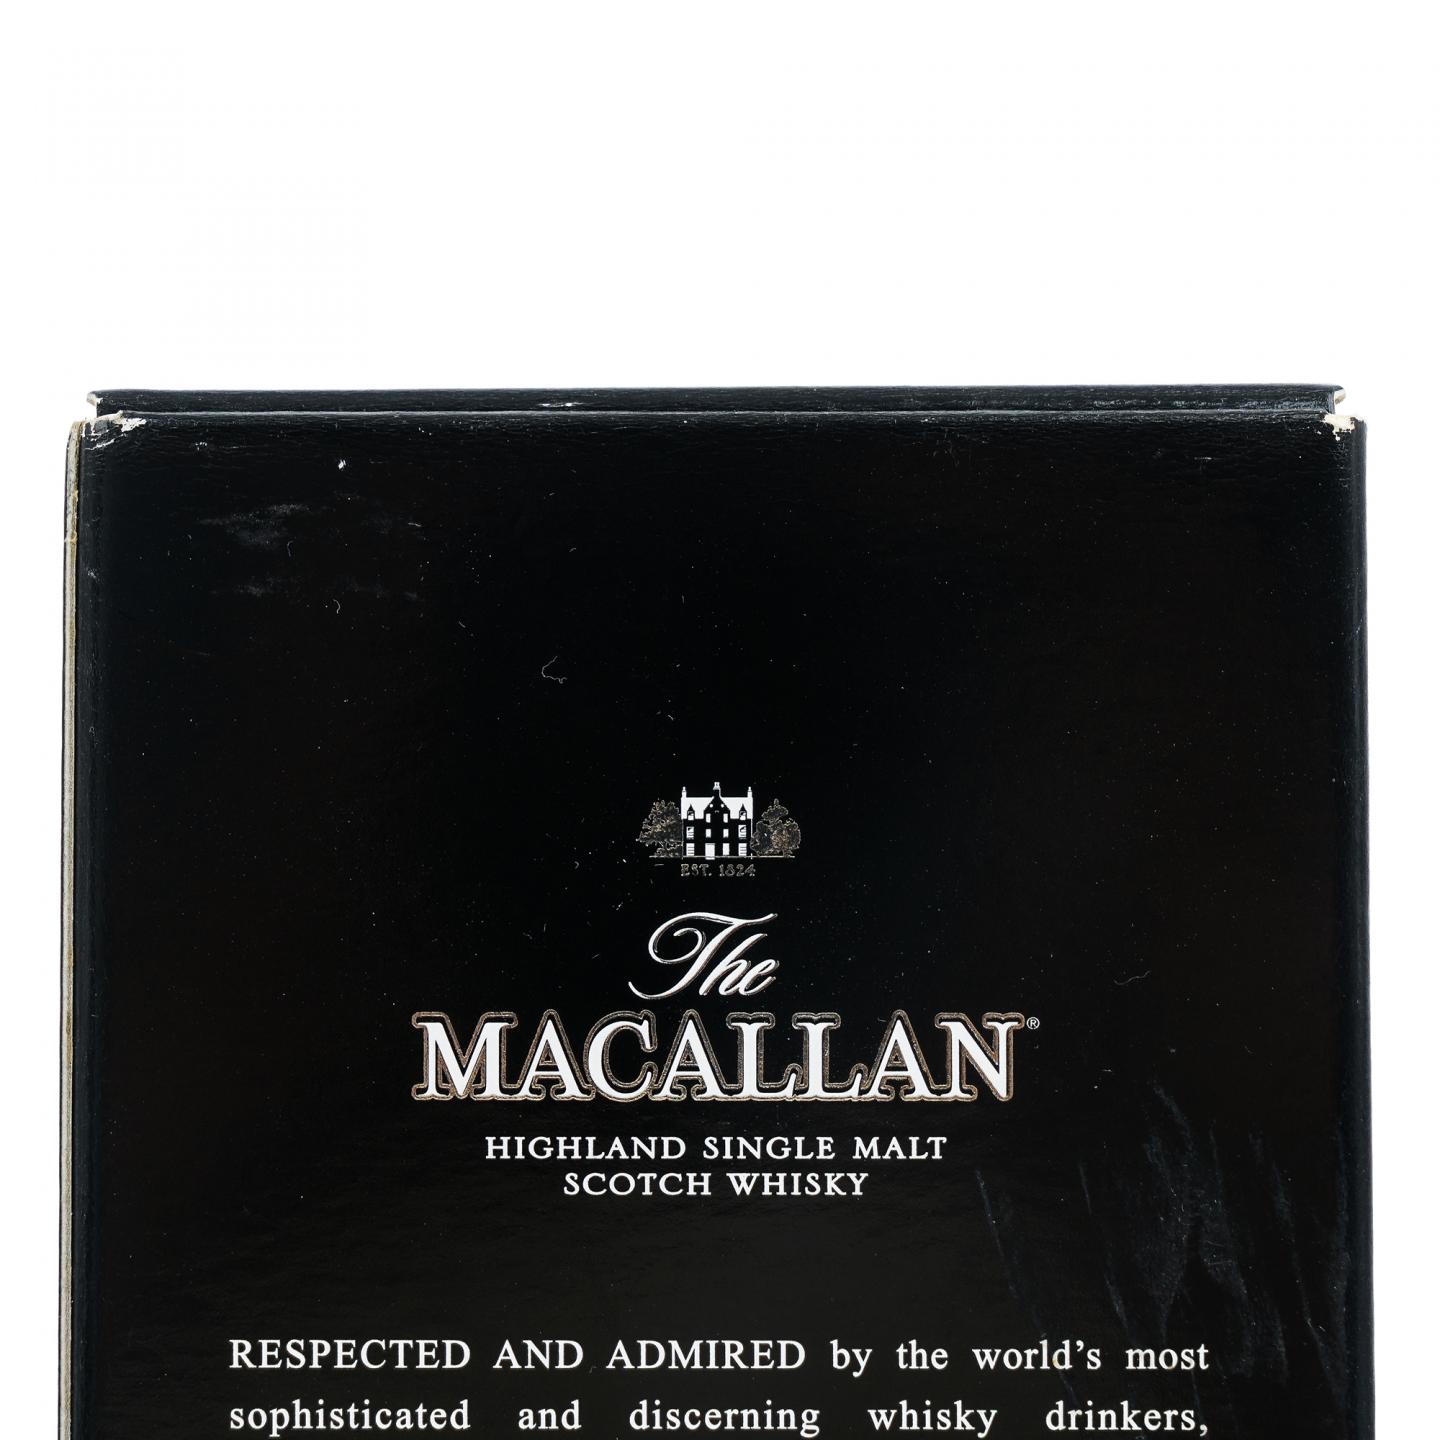 EST. 1824
The
MACALLAN®
HIGHLAND SINGLE MALT
SCOTCH WHISKY
RESPECTED AND ADMIRED by the world's most
sophisticated and discerning whisky drinkers,